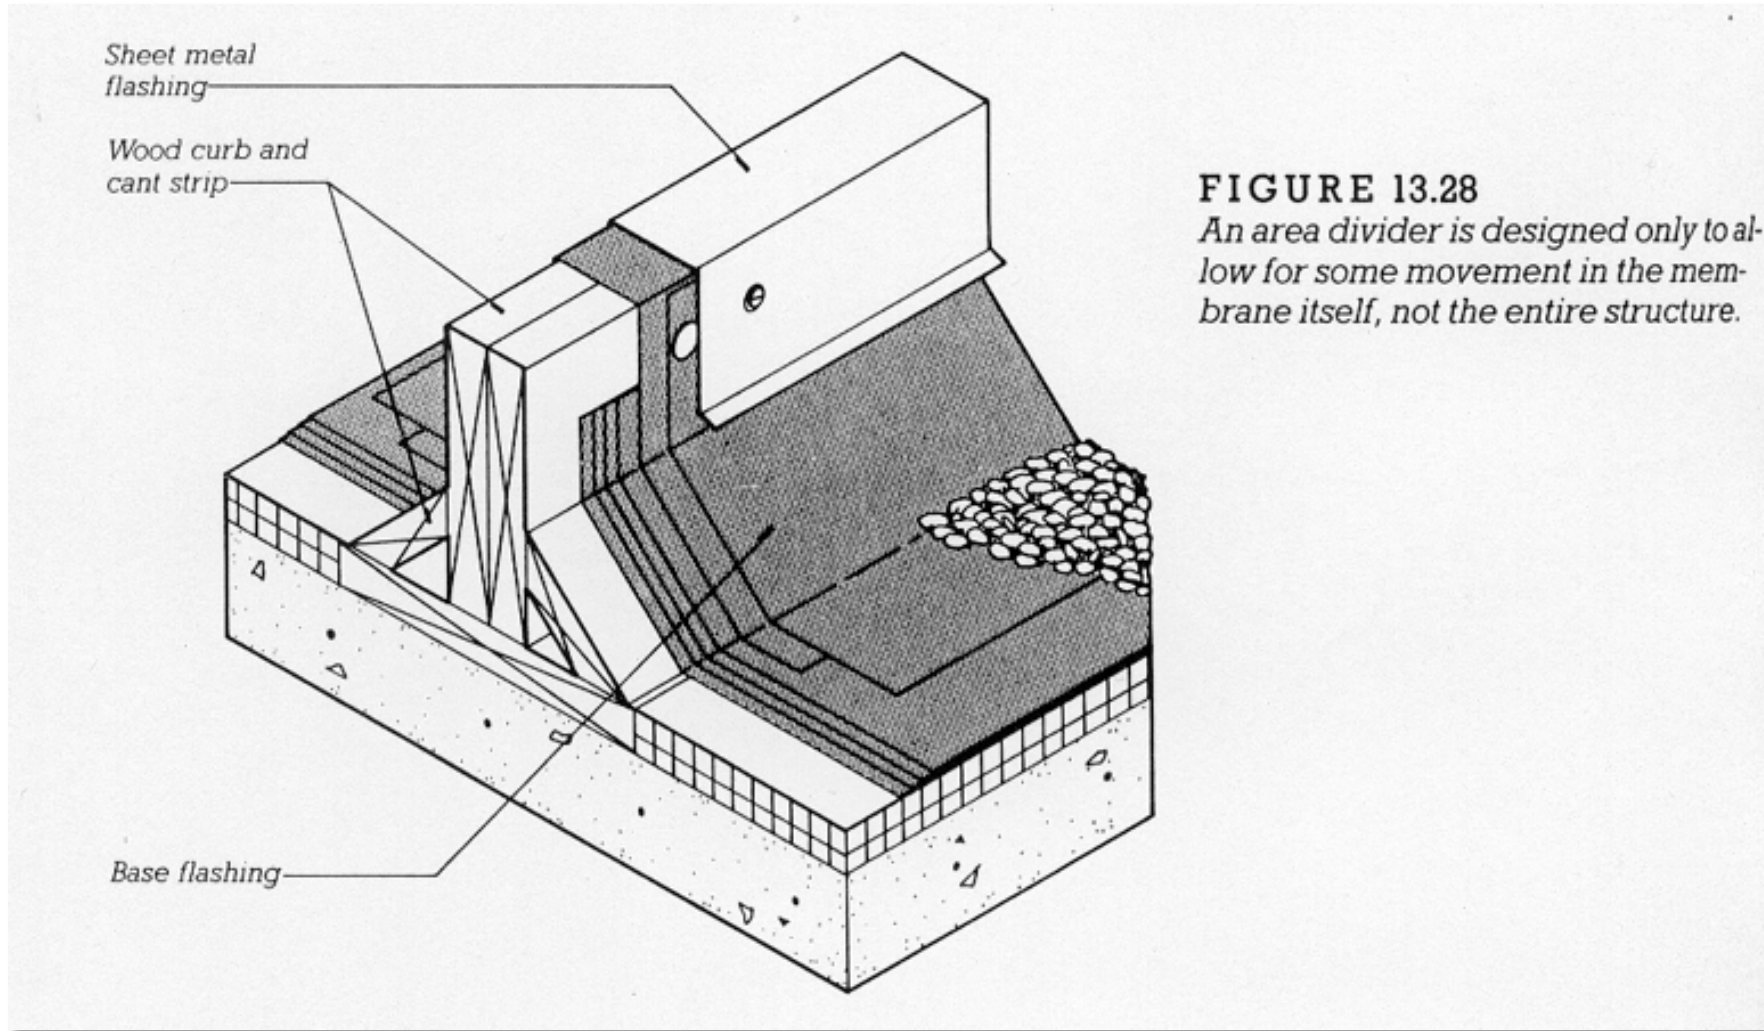 Sheet metal
flashing
Wood curb and
cant strip
FIGURE 13.28
An area divider is designed only to al-
low for some movement in the mem-
brane itself, not the entire structure.
Base flashing